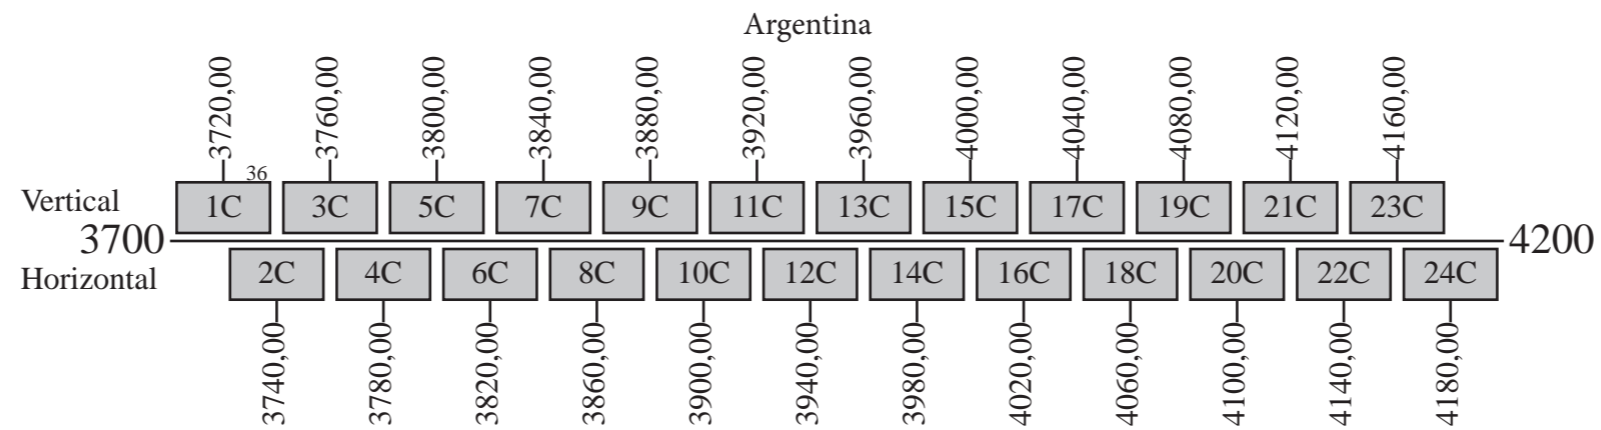 Argentina
3720,00 3760,00 3800,00 3840,00 3880,00 3920,00 3960,00 4000,00 4040,00 4080,00 4120,00 4160,00
36
Vertical 1C 3C 5C 7C 9C 11C 13C 15C 17C 19C 21C 23C
3700 4200
Horizontal 2C 4C 6C 8C 10C 12C 14C 16C 18C 20C 22C 24C
3740,00 3780,00 3820,00 3860,00 3900,00 3940,00 3980,00 4020,00 4060,00 4100,00 4140,00 4180,00